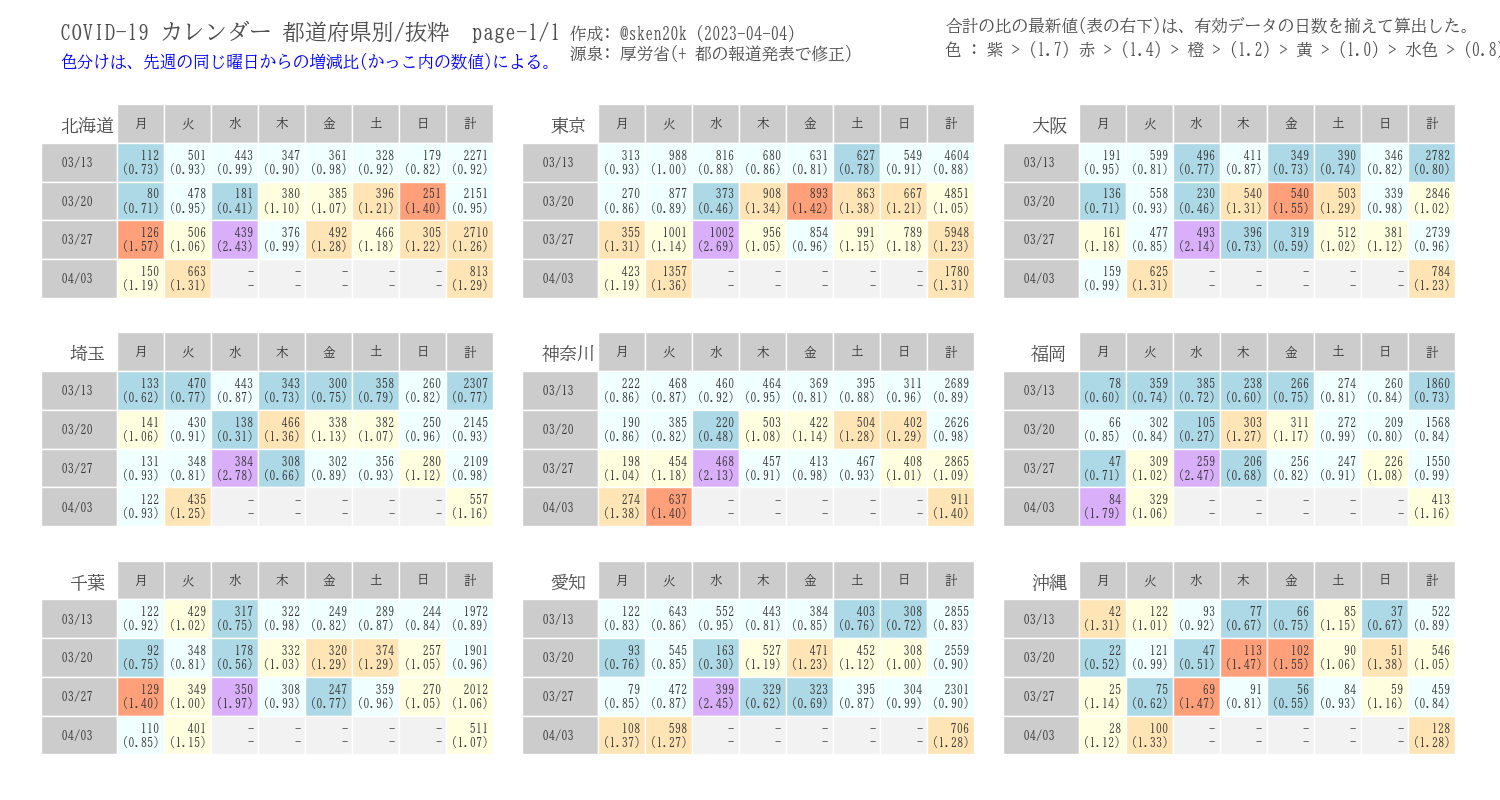 COVID-19 カレンダー 都道府県別/抜粋 page-1/1
色分けは、先週の同じ曜日からの増減比(かっこ内の数値)による。
作成: @sken20k (2023-04-04)
源泉: 厚労省(+ 都の報道発表で修正)
合計の比の最新値(表の右下)は、有効データの日数を揃えて算出した。
色 : 紫 > (1.7) 赤 > (1.4) > 橙 > (1.2) > 黄 > (1.0) > 水色 > (0.8)
北海道 月 火 水 木 金 土 日 計
03/13 112 501 443 347 361 328 179 2271
(0.73) (0.93) (0.99) (0.90) (0.98) (0.92) (0.82) (0.92)
03/20 80 478 181 380 385 396 251 2151
(0.71) (0.95) (0.41) (1.10) (1.07) (1.21) (1.40) (0.95)
03/27 126 506 439 376 492 466 305 2710
(1.57) (1.06) (2.43) (0.99) (1.28) (1.18) (1.22) (1.26)
04/03 150 663 – – – – – 813
(1.19) (1.31) – – – – – (1.29)
東京 月 火 水 木 金 土 日 計
03/13 313 988 816 680 631 627 549 4604
(0.93) (1.00) (0.88) (0.86) (0.81) (0.78) (0.91) (0.88)
03/20 270 877 373 908 893 863 667 4851
(0.86) (0.89) (0.46) (1.34) (1.42) (1.38) (1.21) (1.05)
03/27 355 1001 1002 956 854 991 789 5948
(1.31) (1.14) (2.69) (1.05) (0.96) (1.15) (1.18) (1.23)
04/03 423 1357 – – – – – 1780
(1.19) (1.36) – – – – – (1.31)
大阪 月 火 水 木 金 土 日 計
03/13 191 599 496 411 349 390 346 2782
(0.95) (0.81) (0.77) (0.87) (0.73) (0.74) (0.82) (0.80)
03/20 136 558 230 540 540 503 339 2846
(0.71) (0.93) (0.46) (1.31) (1.55) (1.29) (0.98) (1.02)
03/27 161 477 493 396 319 512 381 2739
(1.18) (0.85) (2.14) (0.73) (0.59) (1.02) (1.12) (0.96)
04/03 159 625 – – – – – 784
(0.99) (1.31) – – – – – (1.23)
埼玉 月 火 水 木 金 土 日 計
03/13 133 470 443 343 300 358 260 2307
(0.62) (0.77) (0.87) (0.73) (0.75) (0.79) (0.82) (0.77)
03/20 141 430 138 466 338 382 250 2145
(1.06) (0.91) (0.31) (1.36) (1.13) (1.07) (0.96) (0.93)
03/27 131 348 384 308 302 356 280 2109
(0.93) (0.81) (2.78) (0.66) (0.89) (0.93) (1.12) (0.98)
04/03 122 435 – – – – – 557
(0.93) (1.25) – – – – – (1.16)
神奈川 月 火 水 木 金 土 日 計
03/13 222 468 460 464 369 395 311 2689
(0.86) (0.87) (0.92) (0.95) (0.81) (0.88) (0.96) (0.89)
03/20 190 385 220 503 422 504 402 2626
(0.86) (0.82) (0.48) (1.08) (1.14) (1.28) (1.29) (0.98)
03/27 198 454 468 457 413 467 408 2865
(1.04) (1.18) (2.13) (0.91) (0.98) (0.93) (1.01) (1.09)
04/03 274 637 – – – – – 911
(1.38) (1.40) – – – – – (1.40)
福岡 月 火 水 木 金 土 日 計
03/13 78 359 385 238 266 274 260 1860
(0.60) (0.74) (0.72) (0.60) (0.75) (0.81) (0.84) (0.73)
03/20 66 302 105 303 311 272 209 1568
(0.85) (0.84) (0.27) (1.27) (1.17) (0.99) (0.80) (0.84)
03/27 47 309 259 206 256 247 226 1550
(0.71) (1.02) (2.47) (0.68) (0.82) (0.91) (1.08) (0.99)
04/03 84 329 – – – – – 413
(1.79) (1.06) – – – – – (1.16)
千葉 月 火 水 木 金 土 日 計
03/13 122 429 317 322 249 289 244 1972
(0.92) (1.02) (0.75) (0.98) (0.82) (0.87) (0.84) (0.89)
03/20 92 348 178 332 320 374 257 1901
(0.75) (0.81) (0.56) (1.03) (1.29) (1.29) (1.05) (0.96)
03/27 129 349 350 308 247 359 270 2012
(1.40) (1.00) (1.97) (0.93) (0.77) (0.96) (1.05) (1.06)
04/03 110 401 – – – – – 511
(0.85) (1.15) – – – – – (1.07)
愛知 月 火 水 木 金 土 日 計
03/13 122 643 552 443 384 403 308 2855
(0.83) (0.86) (0.95) (0.81) (0.85) (0.76) (0.72) (0.83)
03/20 93 545 163 527 471 452 308 2559
(0.76) (0.85) (0.30) (1.19) (1.23) (1.12) (1.00) (0.90)
03/27 79 472 399 329 323 395 304 2301
(0.85) (0.87) (2.45) (0.62) (0.69) (0.87) (0.99) (0.90)
04/03 108 598 – – – – – 706
(1.37) (1.27) – – – – – (1.28)
沖縄 月 火 水 木 金 土 日 計
03/13 42 122 93 77 66 85 37 522
(1.31) (1.01) (0.92) (0.67) (0.75) (1.15) (0.67) (0.89)
03/20 22 121 47 113 102 90 51 546
(0.52) (0.99) (0.51) (1.47) (1.55) (1.06) (1.38) (1.05)
03/27 25 75 69 91 56 84 59 459
(1.14) (0.62) (1.47) (0.81) (0.55) (0.93) (1.16) (0.84)
04/03 28 100 – – – – – 128
(1.12) (1.33) – – – – – (1.28)